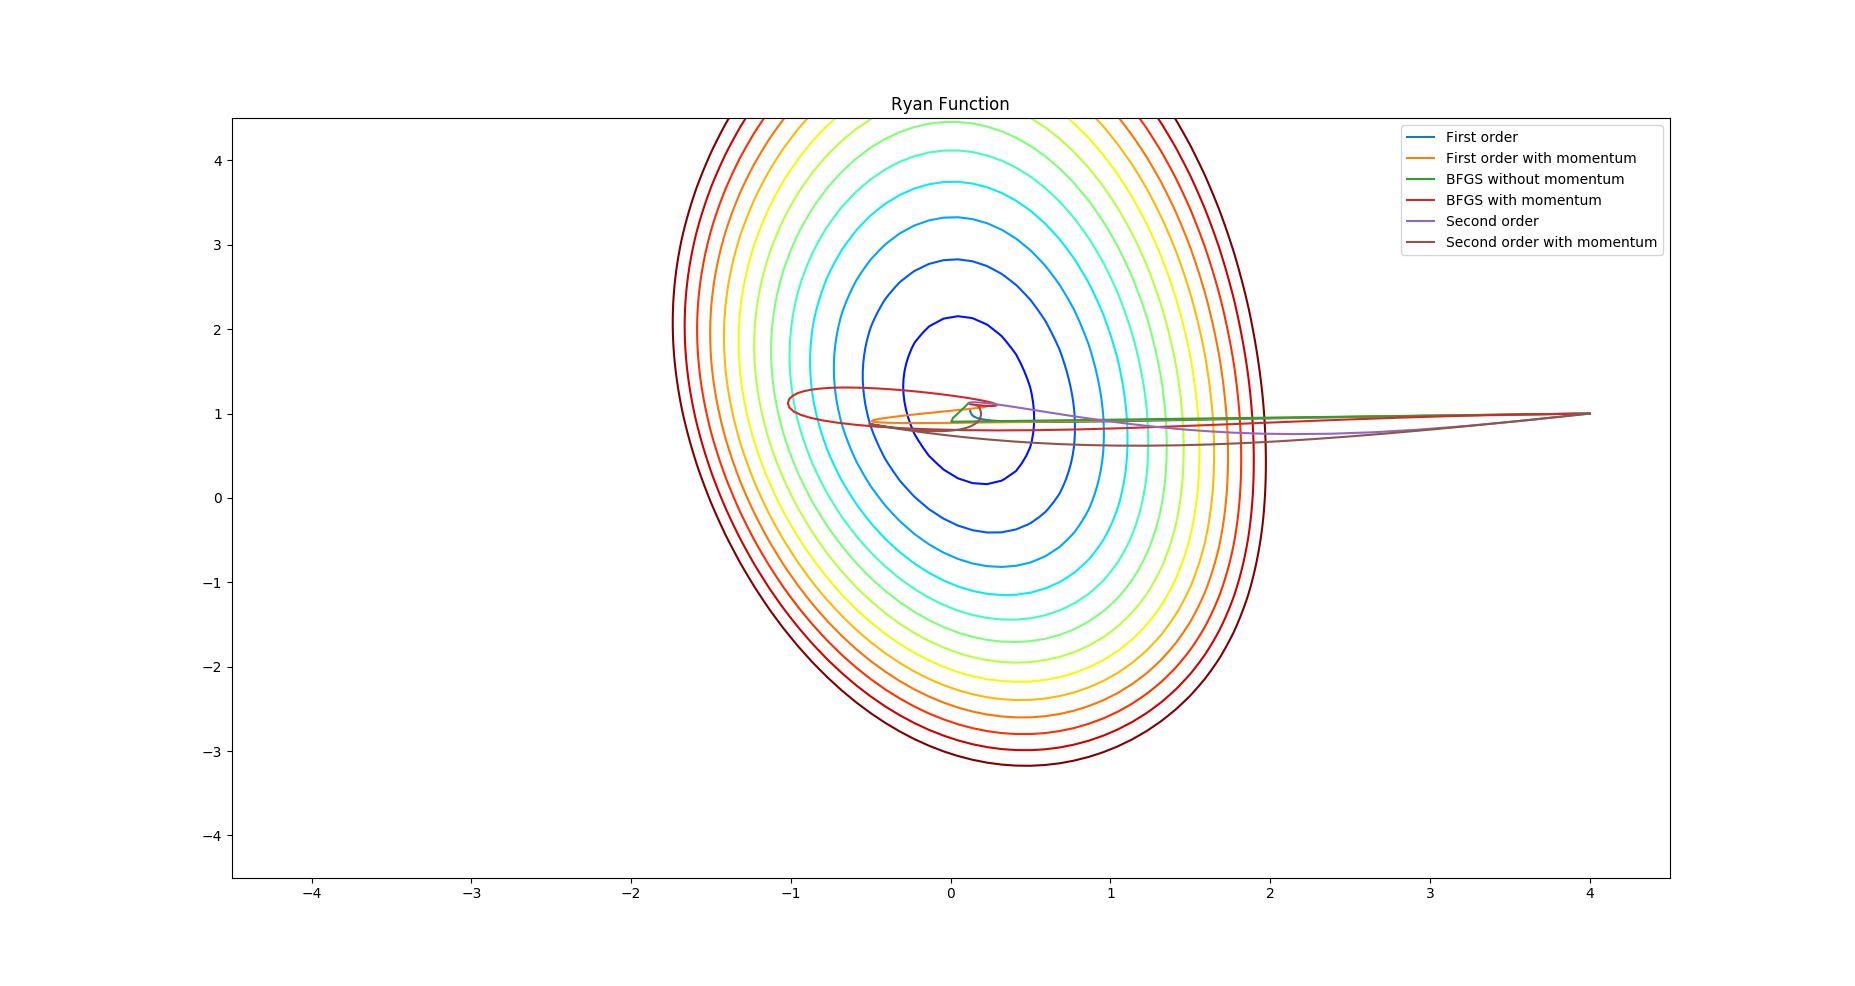 Ryan Function
First order
First order with momentum
BFGS without momentum
BFGS with momentum
Second order
Second order with momentum
4
3
2
1
0
−1
−2
−3
−4
−4 −3 −2 −1 0 1 2 3 4